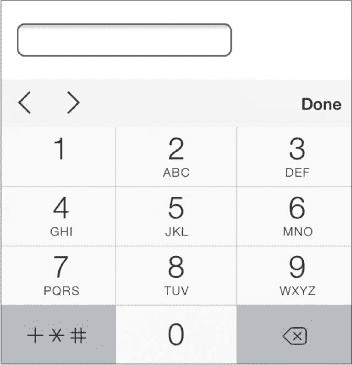 Done
1 2 3
ABC DEF
4 5 6
GHI JKL MNO
7 8 9
PQRS TUV WXYZ
+*# 0